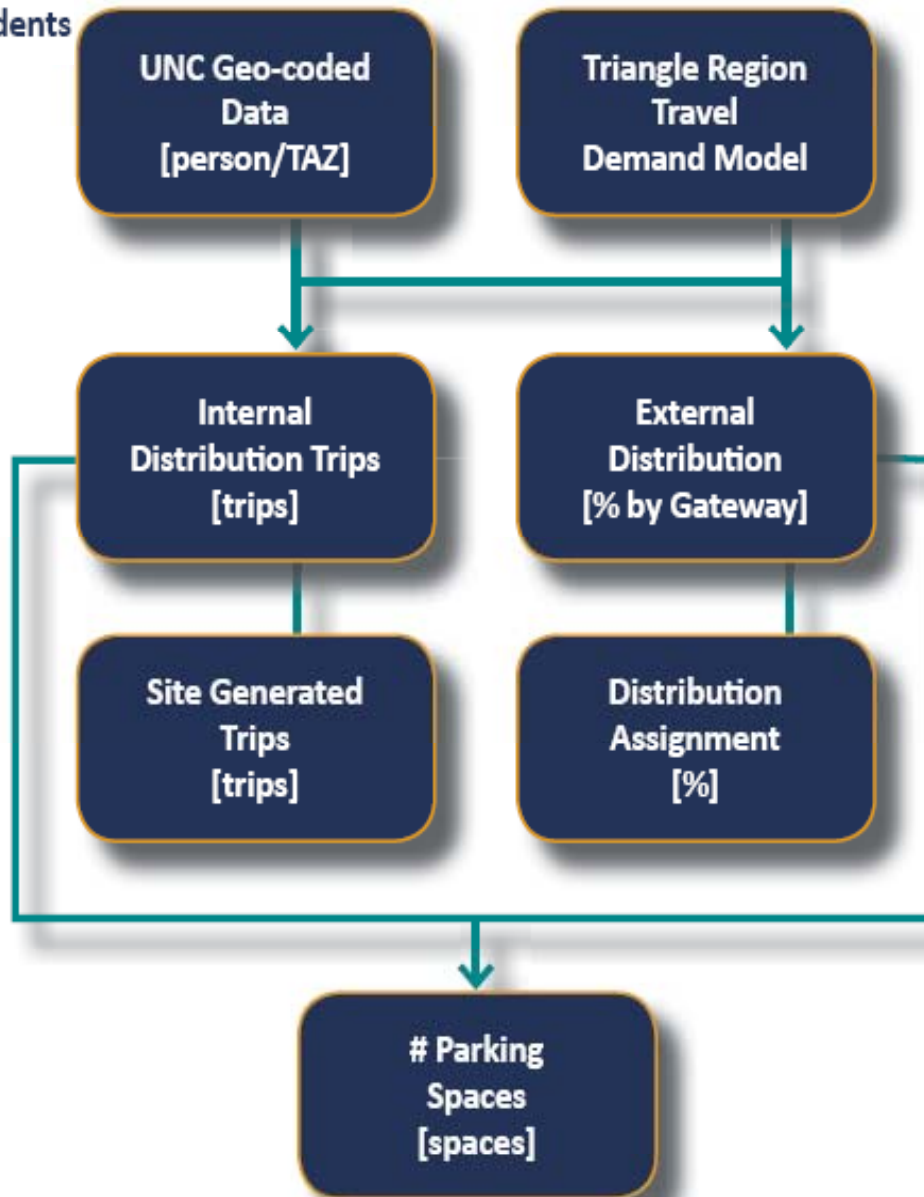 UNC Geo-coded
Data
[person/TAZ]
Triangle Region
Travel
Demand Model
Internal
Distribution Trips
[trips]
External
Distribution
[% by Gateway]
Site Generated
Trips
[trips]
Distribution
Assignment
[%]
# Parking
Spaces
[spaces]